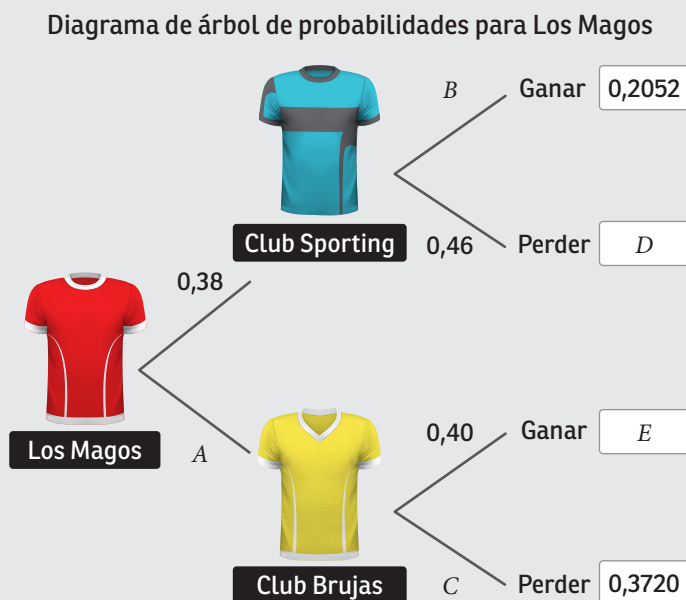 Diagrama de árbol de probabilidades para Los Magos
B Ganar 0,2052
Club Sporting 0,46 Perder D
0,38
0,40 Ganar E
Los Magos A
Club Brujas C Perder 0,3720